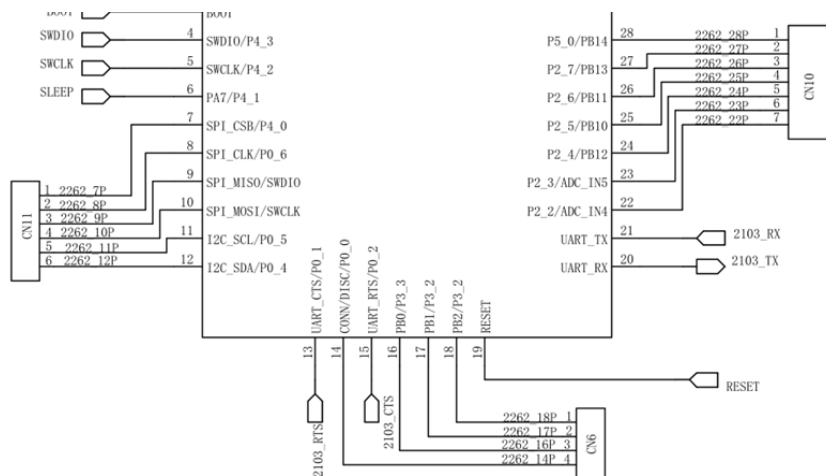 BOOT
BOOT
SWDIO
4
SWDIO/P4_3
SWCLK
5
SWCLK/P4_2
SLEEP
6
PA7/P4_1
7
SPI_CSB/P4_0
8
SPI_CLK/P0_6
9
SPI_MISO/SWDIO
10
SPI_MOSI/SWCLK
11
I2C_SCL/P0_5
12
I2C_SDA/P0_4
CN11
1 2262_7P
2 2262_8P
3 2262_9P
4 2262_10P
5 2262_11P
6 2262_12P
P5_0/PB14
28
P2_7/PB13
27
P2_6/PB11
26
P2_5/PB10
25
P2_4/PB12
24
P2_3/ADC_IN5
23
P2_2/ADC_IN4
22
UART_TX
21
2103_RX
UART_RX
20
2103_TX
2262_28P 1
2262_27P 2
2262_26P 3
2262_25P 4
2262_24P 5
2262_23P 6
2262_22P 7
CN10
UART_CTS/P0_1
CONN/DISC/P0_0
UART_RTS/P0_2
PB0/P3_3
PB1/P3_2
PB2/P3_2
RESET
13
14
15
16
17
18
19
2103_RTS
2103_CTS
RESET
2262_18P 1
2262_17P 2
2262_16P 3
2262_14P 4
CN6